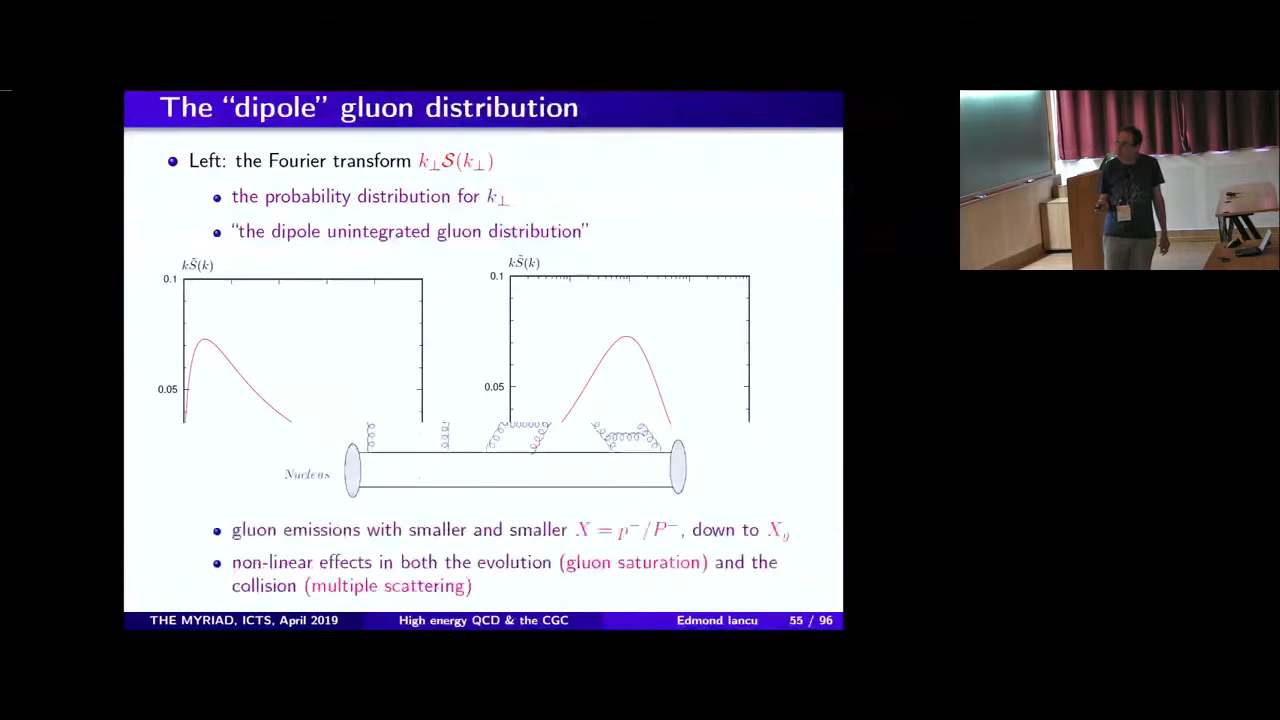 The “dipole” gluon distribution
Left: the Fourier transform k⊥S(k⊥)
the probability distribution for k⊥
“the dipole unintegrated gluon distribution”
kS̃(k)
kS̃(k)
0.1
0.1
0.05
0.05
Nucleus
gluon emissions with smaller and smaller X = p⁻/P⁻, down to X_g
non-linear effects in both the evolution (gluon saturation) and the
collision (multiple scattering)
THE MYRIAD, ICTS, April 2019
High energy QCD & the CGC
Edmond Iancu
55 / 96